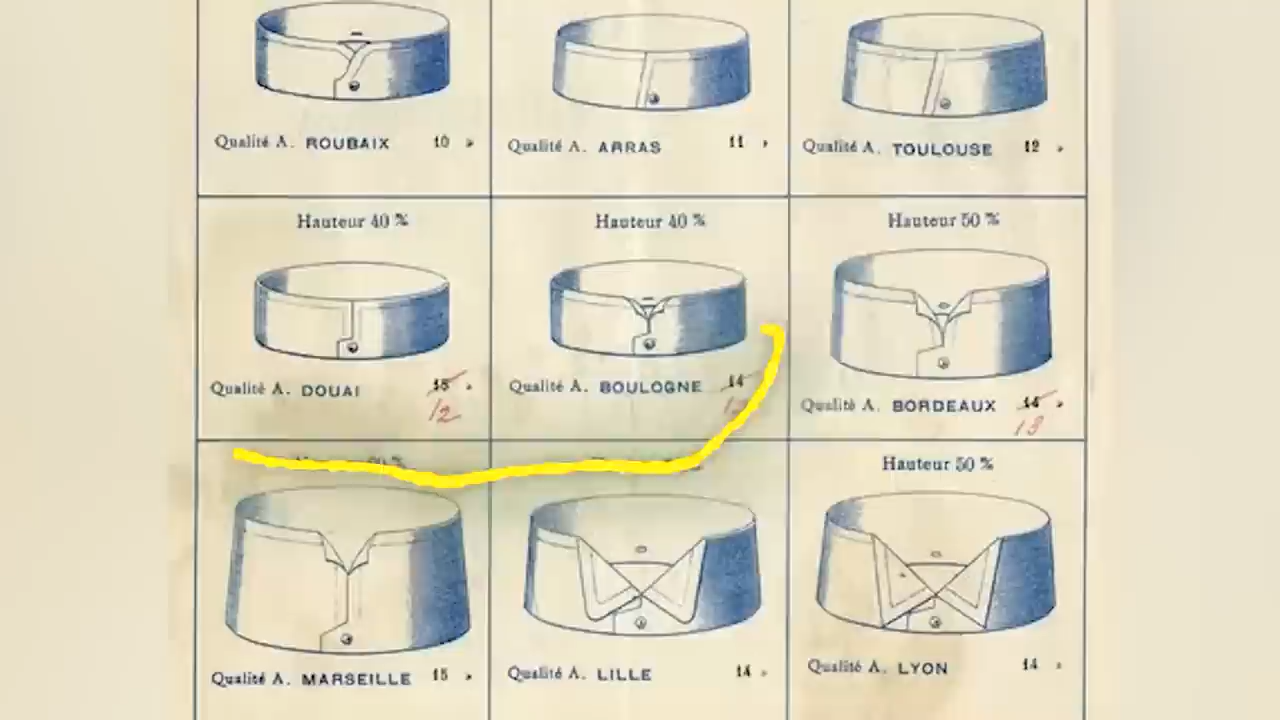 Qualité A. ROUBAIX 10 »
Qualité A. ARRAS 11 »
Qualité A. TOULOUSE 12 »
Hauteur 40 %
Hauteur 40 %
Hauteur 50 %
Qualité A. DOUAI »
12
Qualité A. BOULOGNE 14
Qualité A. BORDEAUX 14 »
13
Hauteur 50 %
Qualité A. MARSEILLE 15 »
Qualité A. LILLE 14 »
Qualité A. LYON 14 »